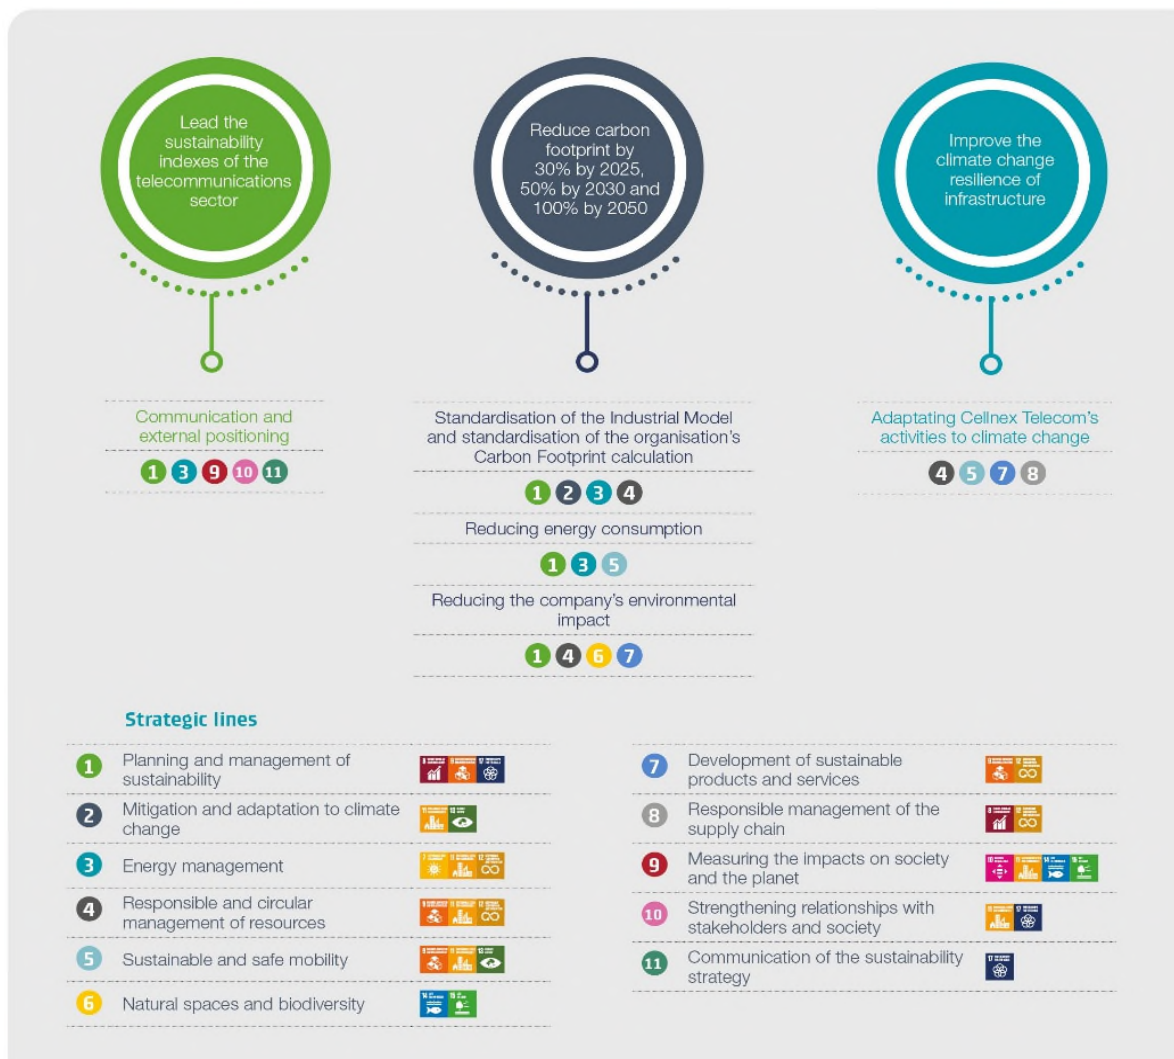 Lead the
sustainability
indexes of the
telecommunications
sector
Reduce carbon
footprint by
30% by 2025,
50% by 2030 and
100% by 2050
Improve the
climate change
resilience of
infrastructure
Communication and
external positioning
1 3 9 10 11
Standardisation of the Industrial Model
and standardisation of the organisation's
Carbon Footprint calculation
1 2 3 4
Reducing energy consumption
1 3 5
Reducing the company's environmental
impact
1 4 6 7
Adaptating Cellnex Telecom's
activities to climate change
4 5 7 8
Strategic lines
1 Planning and management of
sustainability
2 Mitigation and adaptation to climate
change
3 Energy management
4 Responsible and circular
management of resources
5 Sustainable and safe mobility
6 Natural spaces and biodiversity
7 Development of sustainable
products and services
8 Responsible management of the
supply chain
9 Measuring the impacts on society
and the planet
10 Strengthening relationships with
stakeholders and society
11 Communication of the sustainability
strategy